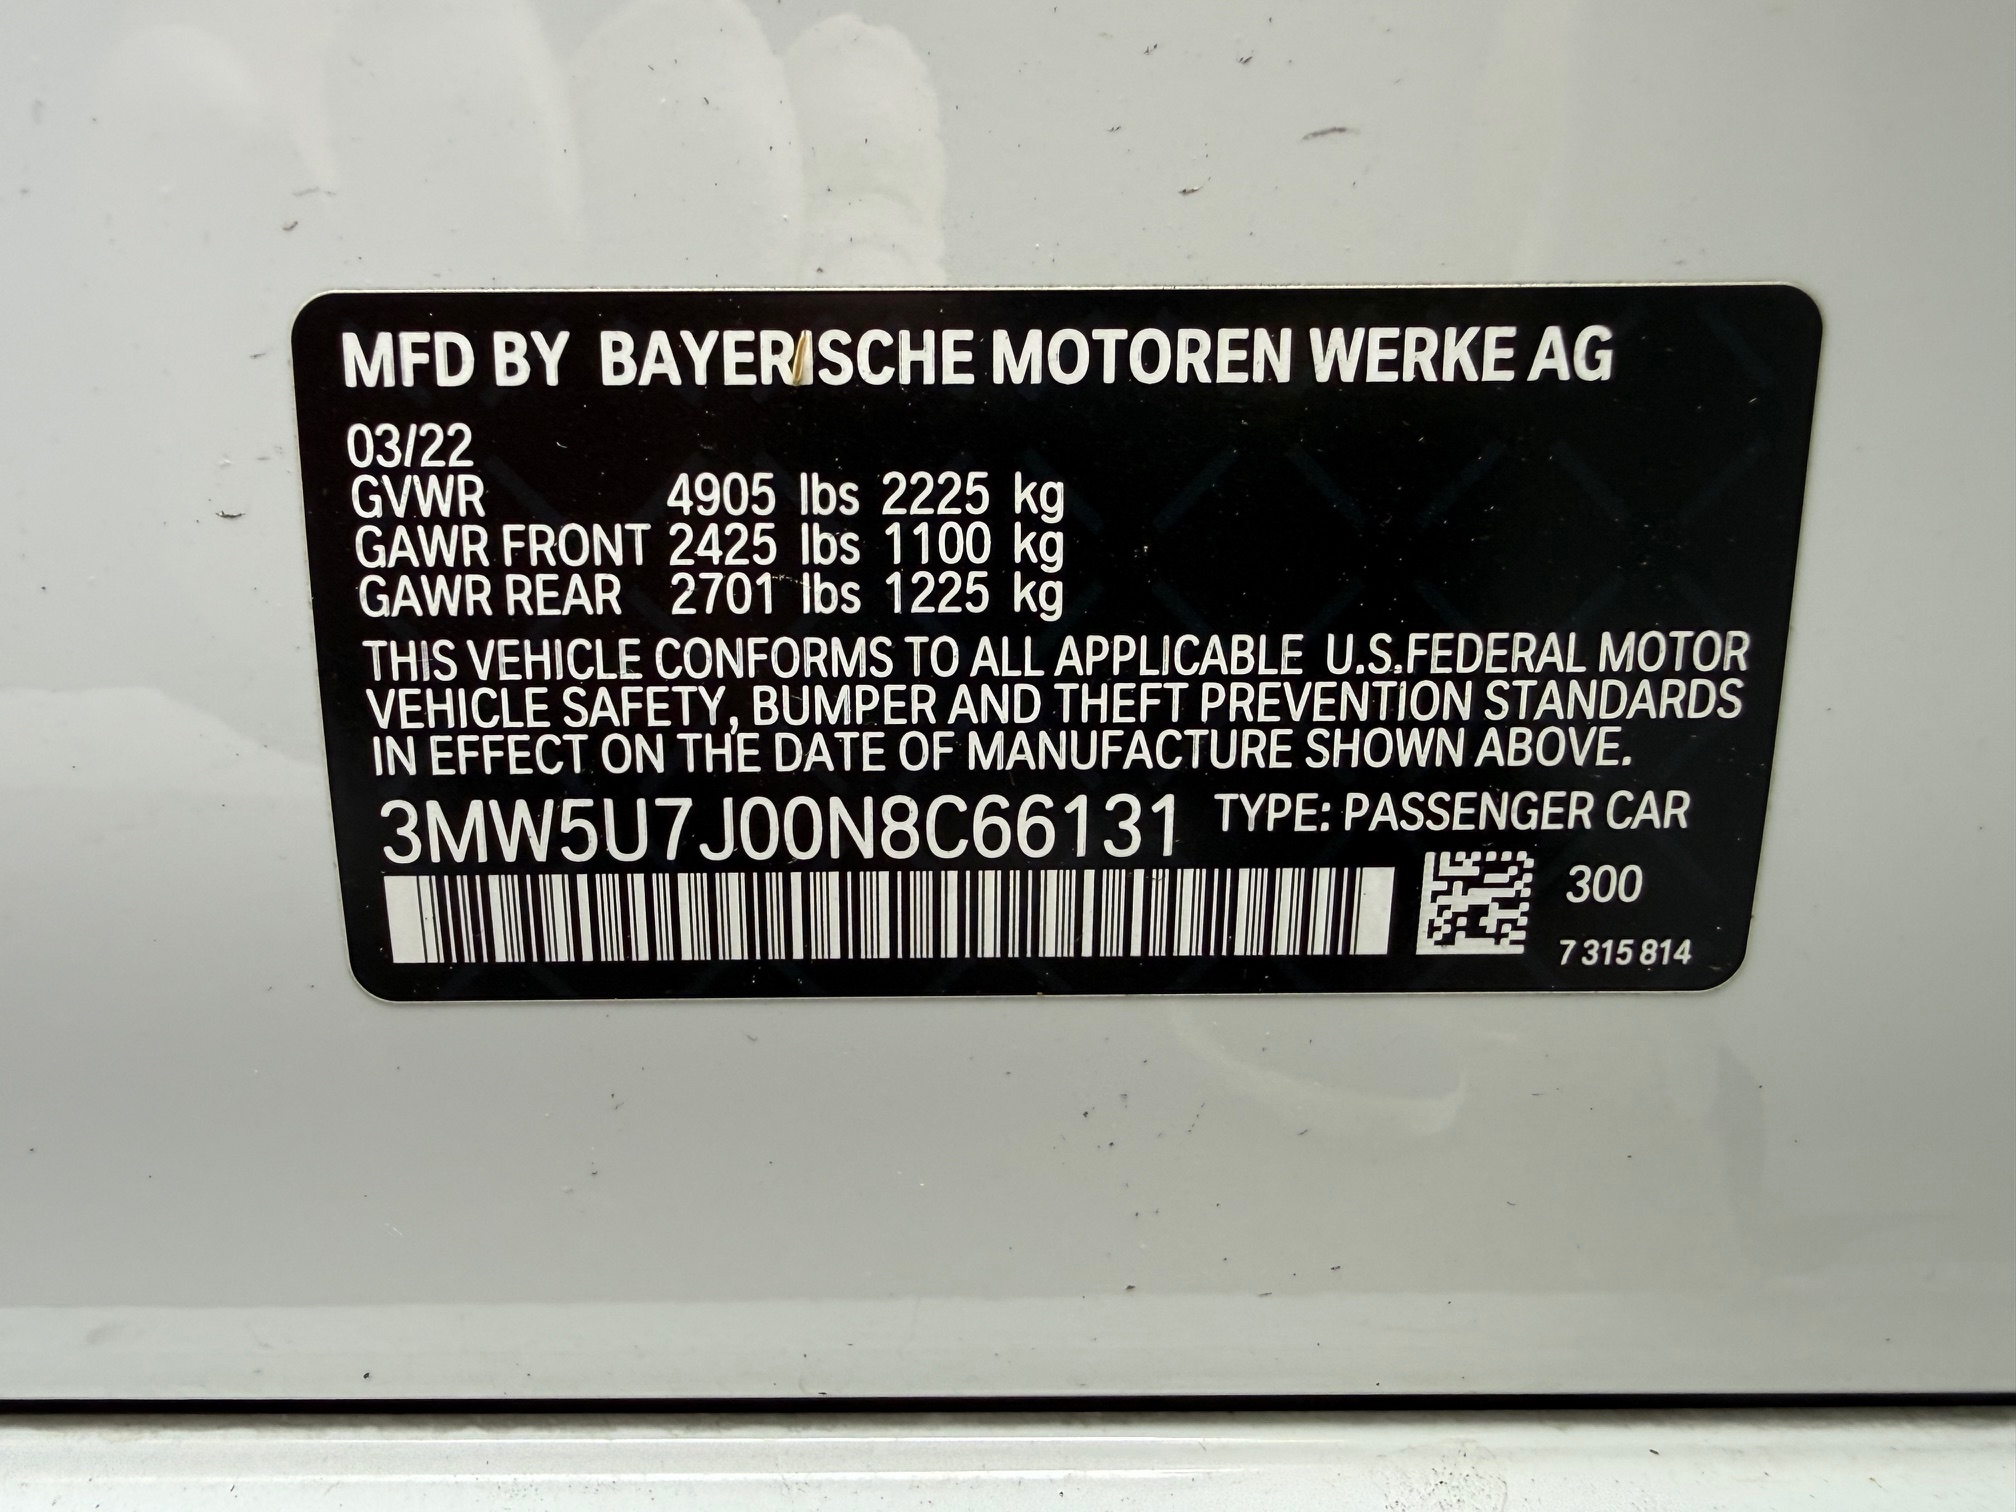 MFD BY BAYERISCHE MOTOREN WERKE AG
03/22
GVWR 4905 lbs 2225 kg
GAWR FRONT 2425 lbs 1100 kg
GAWR REAR 2701 lbs 1225 kg
THIS VEHICLE CONFORMS TO ALL APPLICABLE U.S.FEDERAL MOTOR
VEHICLE SAFETY, BUMPER AND THEFT PREVENTION STANDARDS
IN EFFECT ON THE DATE OF MANUFACTURE SHOWN ABOVE.
3MW5U7J00N8C66131 TYPE: PASSENGER CAR
300
7 315 814